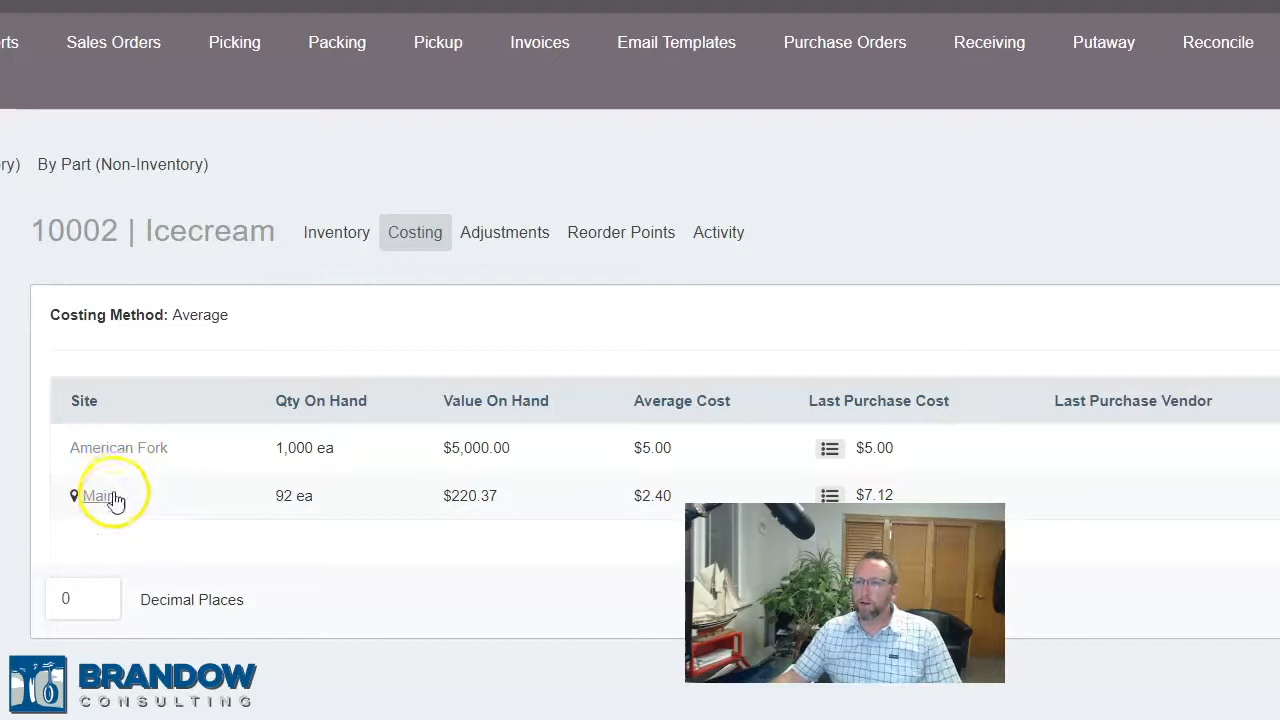 rts Sales Orders Picking Packing Pickup Invoices Email Templates Purchase Orders Receiving Putaway Reconcile
ry) By Part (Non-Inventory)
10002 | Icecream Inventory Costing Adjustments Reorder Points Activity
Costing Method: Average
Site Qty On Hand Value On Hand Average Cost Last Purchase Cost Last Purchase Vendor
American Fork 1,000 ea $5,000.00 $5.00 $5.00
Main 92 ea $220.37 $2.40 $7.12
0 Decimal Places
BRANDOW
CONSULTING